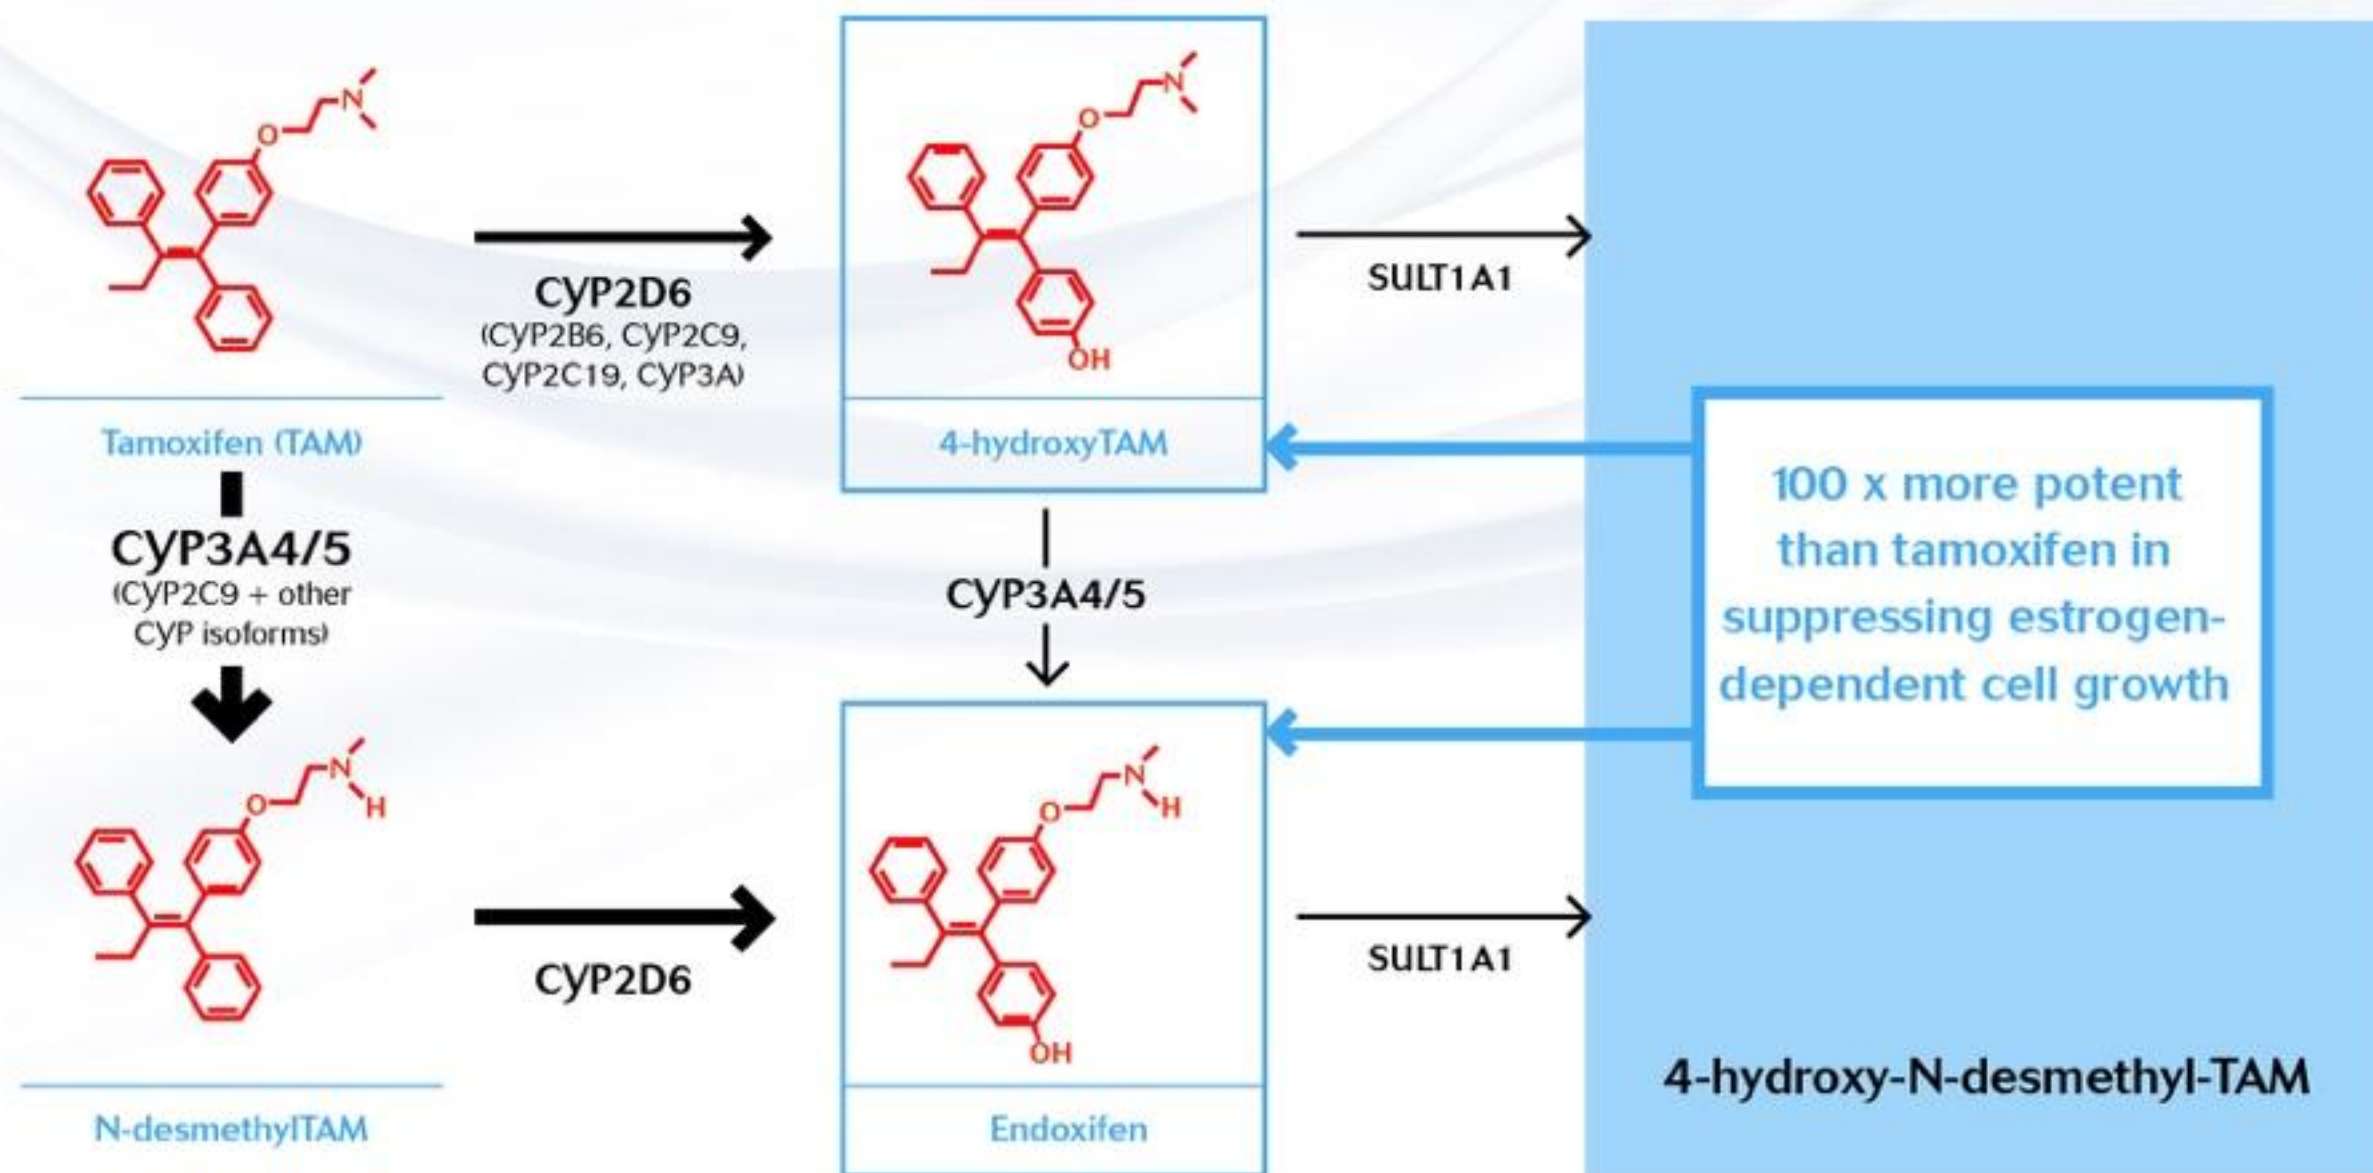 N
O
Tamoxifen (TAM)
CYP2D6
(CYP2B6, CYP2C9,
CYP2C19, CYP3A)
N
O
OH
4-hydroxyTAM
SULT1A1
100 x more potent
than tamoxifen in
suppressing estrogen-
dependent cell growth
CYP3A4/5
(CYP2C9 + other
CYP isoforms)
CYP3A4/5
N
H
O
N-desmethylTAM
CYP2D6
N
H
O
OH
Endoxifen
SULT1A1
4-hydroxy-N-desmethyl-TAM